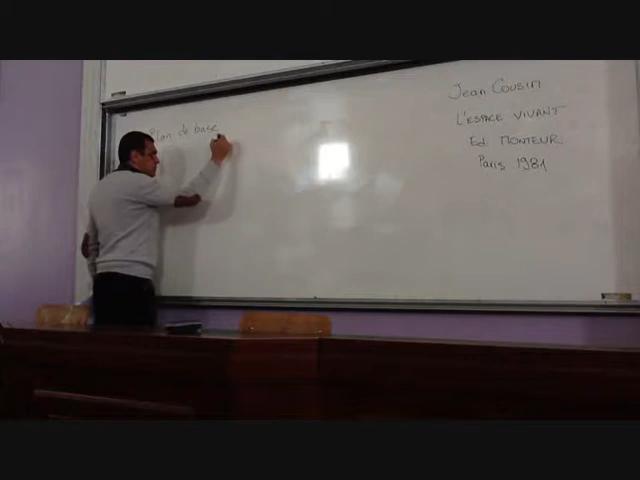 Plan de base
Jean Cousin
L'ESPACE VIVANT
Ed. MONTEUR
Paris 1981